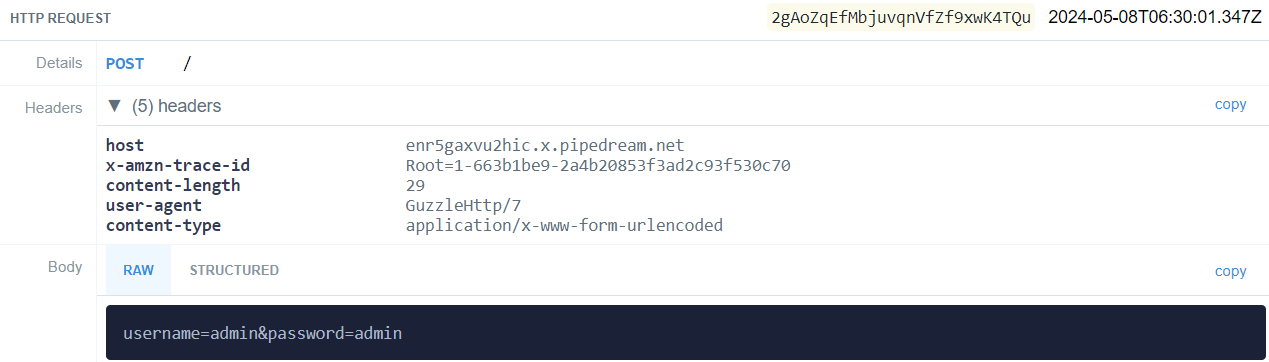 HTTP REQUEST 2gAoZqEfMbjuvqnVfZf9xwK4TQu 2024-05-08T06:30:01.347Z
Details POST /
Headers ▼ (5) headers copy
host enr5gaxvu2hic.x.pipedream.net
x-amzn-trace-id Root=1-663b1be9-2a4b20853f3ad2c93f530c70
content-length 29
user-agent GuzzleHttp/7
content-type application/x-www-form-urlencoded
Body RAW STRUCTURED copy
username=admin&password=admin